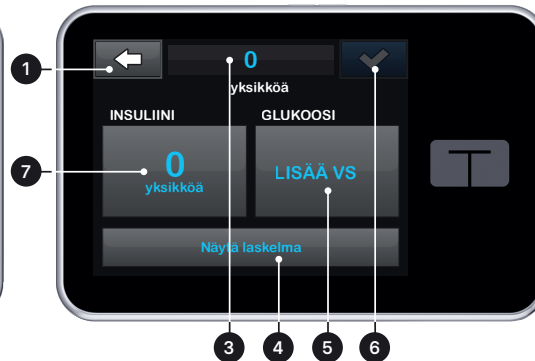 1
0
yksikköä
INSULIINI
GLUKOOSI
7
0
yksikköä
LISÄÄ VS
Näytä laskelma
3
4
5
6